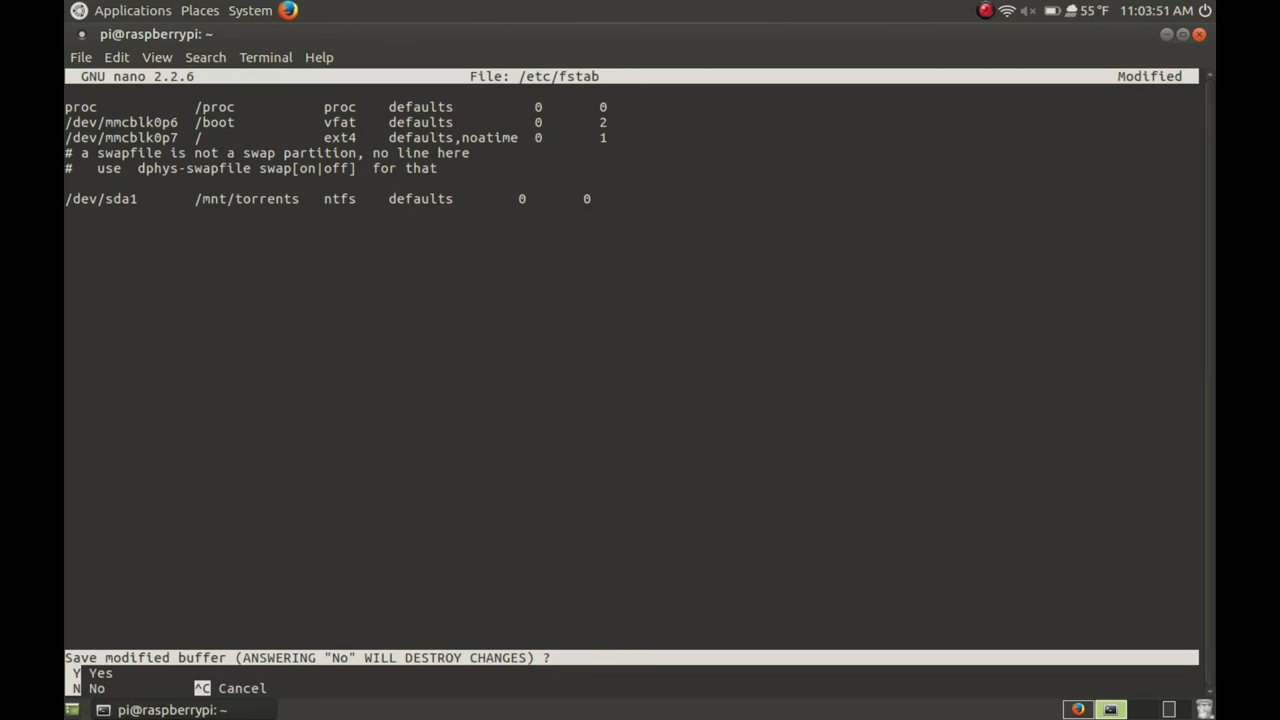 Applications Places System 55 °F 11:03:51 AM
pi@raspberrypi: ~
File Edit View Search Terminal Help
GNU nano 2.2.6 File: /etc/fstab Modified
proc /proc proc defaults 0 0
/dev/mmcblk0p6 /boot vfat defaults 0 2
/dev/mmcblk0p7 / ext4 defaults,noatime 0 1
# a swapfile is not a swap partition, no line here
# use dphys-swapfile swap[on|off] for that
/dev/sda1 /mnt/torrents ntfs defaults 0 0
Save modified buffer (ANSWERING "No" WILL DESTROY CHANGES) ?
Y Yes
N No ^C Cancel
pi@raspberrypi: ~